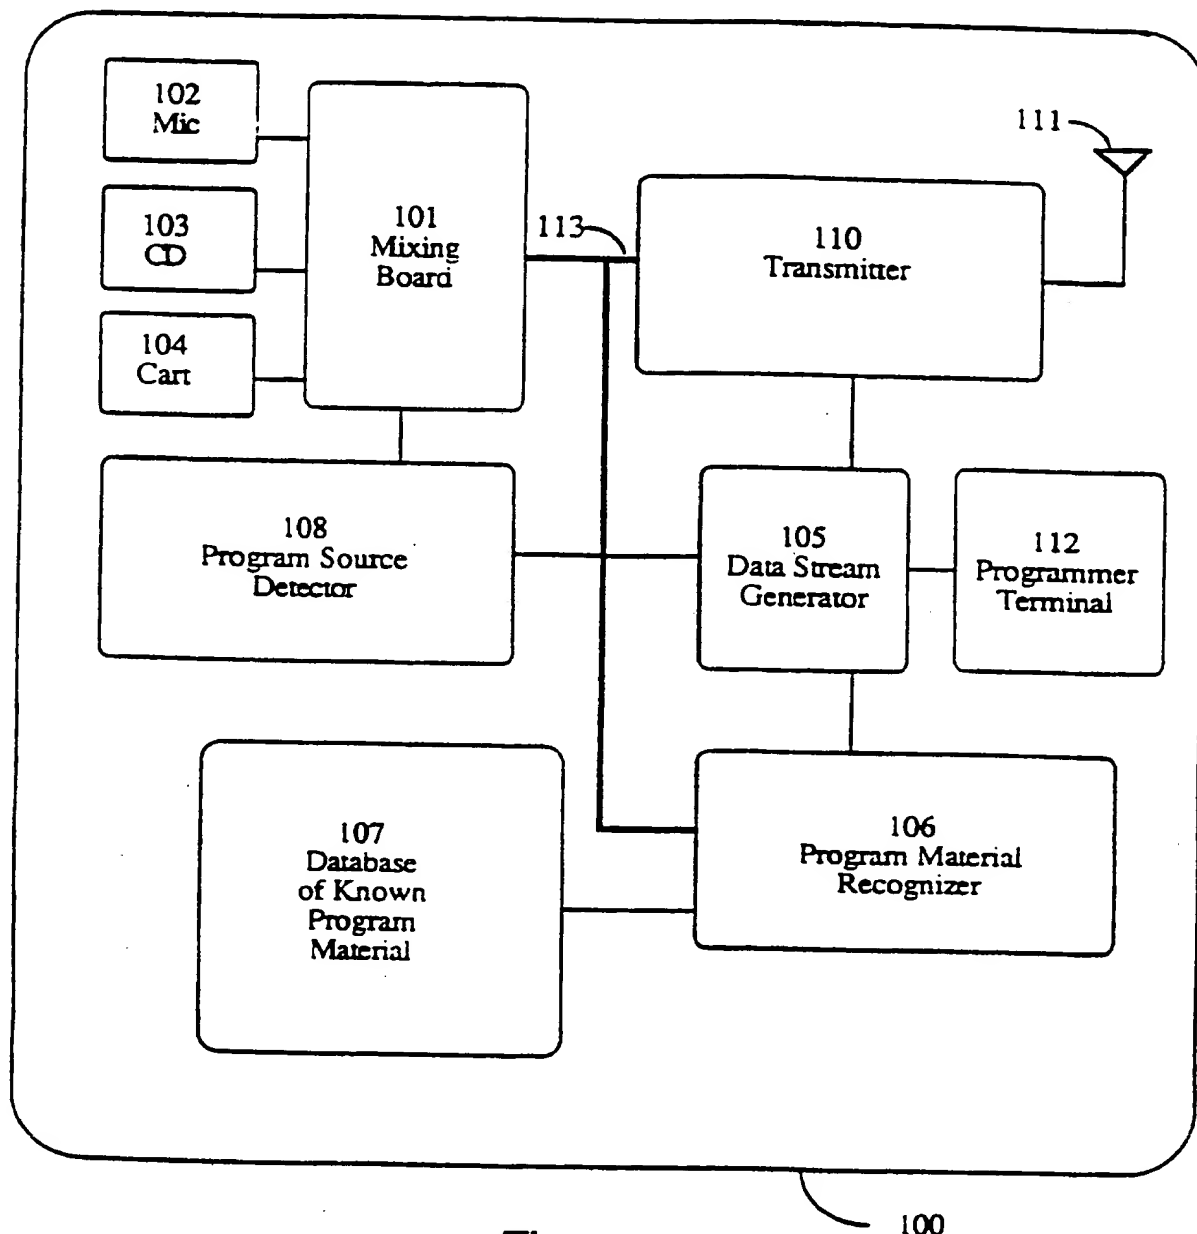 102
Mic
103
CD
104
Cart
101
Mixing
Board
113
111
110
Transmitter
108
Program Source
Detector
105
Data Stream
Generator
112
Programmer
Terminal
107
Database
of Known
Program
Material
106
Program Material
Recognizer
100